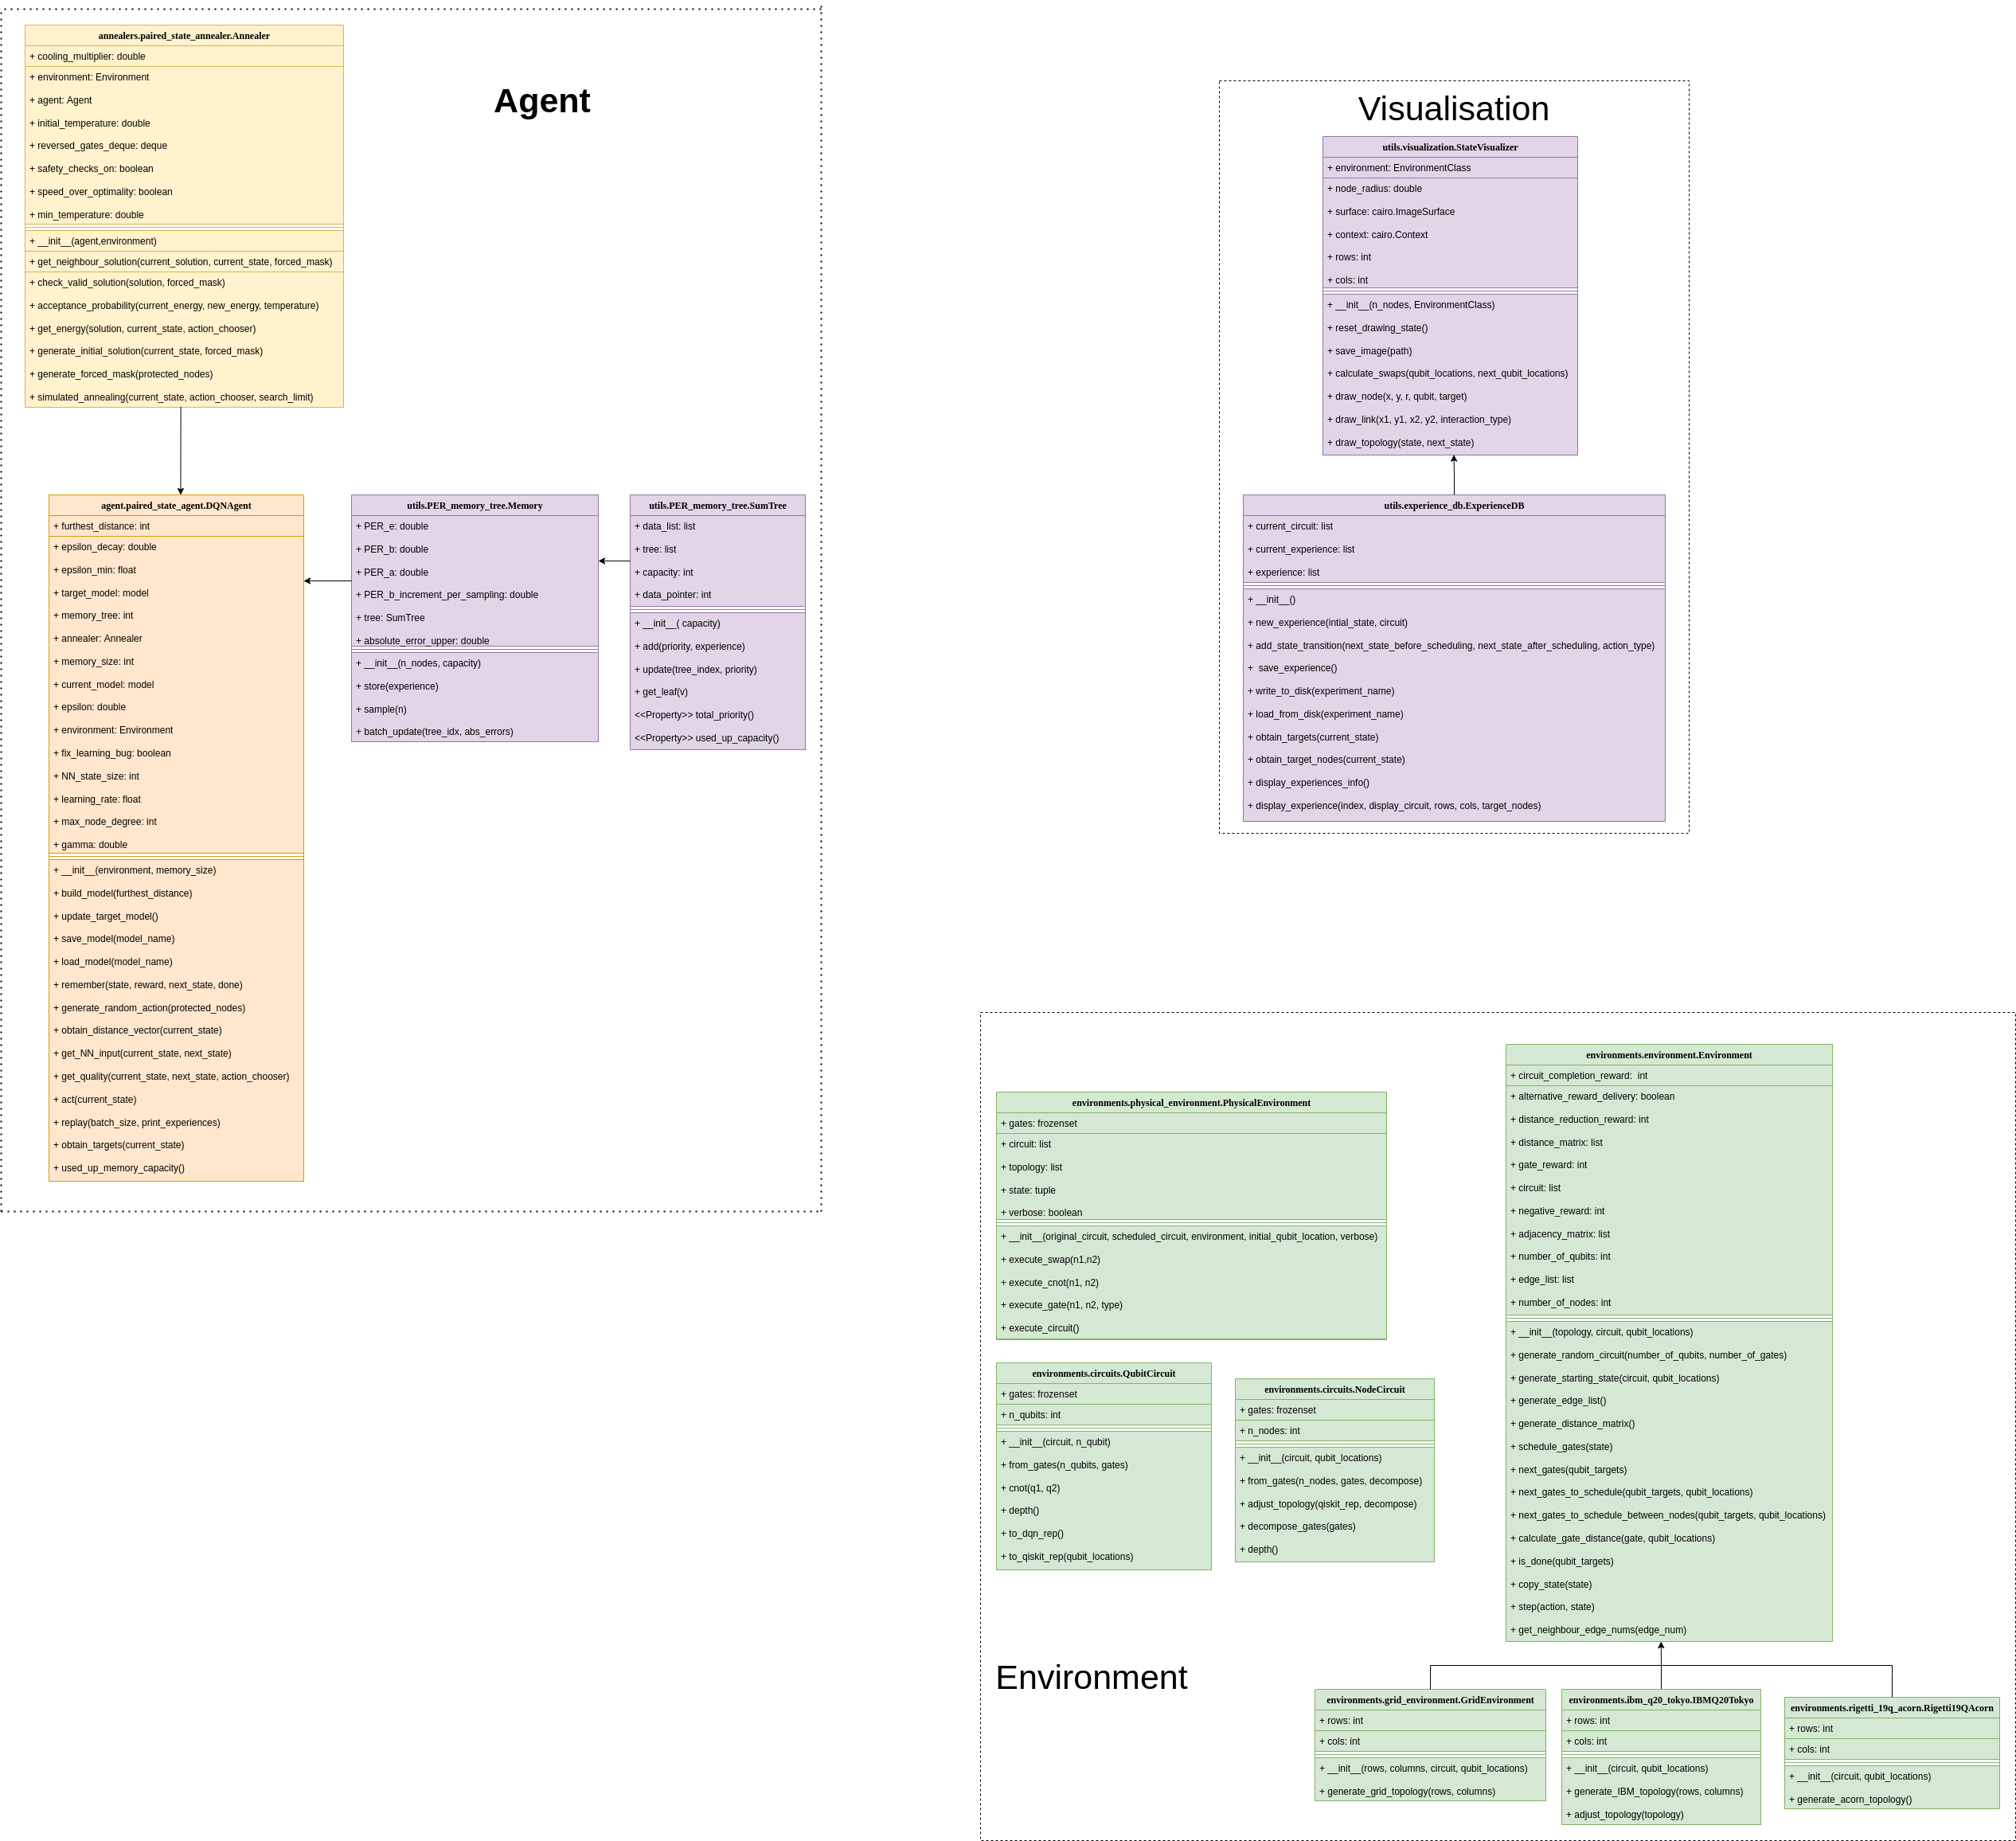 annealers.paired_state_annealer.Annealer
+ cooling_multiplier: double
+ environment: Environment
+ agent: Agent
+ initial_temperature: double
+ reversed_gates_deque: deque
+ safety_checks_on: boolean
+ speed_over_optimality: boolean
+ min_temperature: double
+ __init__(agent,environment)
+ get_neighbour_solution(current_solution, current_state, forced_mask)
+ check_valid_solution(solution, forced_mask)
+ acceptance_probability(current_energy, new_energy, temperature)
+ get_energy(solution, current_state, action_chooser)
+ generate_initial_solution(current_state, forced_mask)
+ generate_forced_mask(protected_nodes)
+ simulated_annealing(current_state, action_chooser, search_limit)
Agent
agent.paired_state_agent.DQNAgent
+ furthest_distance: int
+ epsilon_decay: double
+ epsilon_min: float
+ target_model: model
+ memory_tree: int
+ annealer: Annealer
+ memory_size: int
+ current_model: model
+ epsilon: double
+ environment: Environment
+ fix_learning_bug: boolean
+ NN_state_size: int
+ learning_rate: float
+ max_node_degree: int
+ gamma: double
+ __init__(environment, memory_size)
+ build_model(furthest_distance)
+ update_target_model()
+ save_model(model_name)
+ load_model(model_name)
+ remember(state, reward, next_state, done)
+ generate_random_action(protected_nodes)
+ obtain_distance_vector(current_state)
+ get_NN_input(current_state, next_state)
+ get_quality(current_state, next_state, action_chooser)
+ act(current_state)
+ replay(batch_size, print_experiences)
+ obtain_targets(current_state)
+ used_up_memory_capacity()
utils.PER_memory_tree.Memory
+ PER_e: double
+ PER_b: double
+ PER_a: double
+ PER_b_increment_per_sampling: double
+ tree: SumTree
+ absolute_error_upper: double
+ __init__(n_nodes, capacity)
+ store(experience)
+ sample(n)
+ batch_update(tree_idx, abs_errors)
utils.PER_memory_tree.SumTree
+ data_list: list
+ tree: list
+ capacity: int
+ data_pointer: int
+ __init__( capacity)
+ add(priority, experience)
+ update(tree_index, priority)
+ get_leaf(v)
<<Property>> total_priority()
<<Property>> used_up_capacity()
Visualisation
utils.visualization.StateVisualizer
+ environment: EnvironmentClass
+ node_radius: double
+ surface: cairo.ImageSurface
+ context: cairo.Context
+ rows: int
+ cols: int
+ __init__(n_nodes, EnvironmentClass)
+ reset_drawing_state()
+ save_image(path)
+ calculate_swaps(qubit_locations, next_qubit_locations)
+ draw_node(x, y, r, qubit, target)
+ draw_link(x1, y1, x2, y2, interaction_type)
+ draw_topology(state, next_state)
utils.experience_db.ExperienceDB
+ current_circuit: list
+ current_experience: list
+ experience: list
+ __init__()
+ new_experience(intial_state, circuit)
+ add_state_transition(next_state_before_scheduling, next_state_after_scheduling, action_type)
+  save_experience()
+ write_to_disk(experiment_name)
+ load_from_disk(experiment_name)
+ obtain_targets(current_state)
+ obtain_target_nodes(current_state)
+ display_experiences_info()
+ display_experience(index, display_circuit, rows, cols, target_nodes)
environments.physical_environment.PhysicalEnvironment
+ gates: frozenset
+ circuit: list
+ topology: list
+ state: tuple
+ verbose: boolean
+ __init__(original_circuit, scheduled_circuit, environment, initial_qubit_location, verbose)
+ execute_swap(n1,n2)
+ execute_cnot(n1, n2)
+ execute_gate(n1, n2, type)
+ execute_circuit()
environments.circuits.QubitCircuit
+ gates: frozenset
+ n_qubits: int
+ __init__(circuit, n_qubit)
+ from_gates(n_qubits, gates)
+ cnot(q1, q2)
+ depth()
+ to_dqn_rep()
+ to_qiskit_rep(qubit_locations)
environments.circuits.NodeCircuit
+ gates: frozenset
+ n_nodes: int
+ __init__(circuit, qubit_locations)
+ from_gates(n_nodes, gates, decompose)
+ adjust_topology(qiskit_rep, decompose)
+ decompose_gates(gates)
+ depth()
environments.environment.Environment
+ circuit_completion_reward:  int
+ alternative_reward_delivery: boolean
+ distance_reduction_reward: int
+ distance_matrix: list
+ gate_reward: int
+ circuit: list
+ negative_reward: int
+ adjacency_matrix: list
+ number_of_qubits: int
+ edge_list: list
+ number_of_nodes: int
+ __init__(topology, circuit, qubit_locations)
+ generate_random_circuit(number_of_qubits, number_of_gates)
+ generate_starting_state(circuit, qubit_locations)
+ generate_edge_list()
+ generate_distance_matrix()
+ schedule_gates(state)
+ next_gates(qubit_targets)
+ next_gates_to_schedule(qubit_targets, qubit_locations)
+ next_gates_to_schedule_between_nodes(qubit_targets, qubit_locations)
+ calculate_gate_distance(gate, qubit_locations)
+ is_done(qubit_targets)
+ copy_state(state)
+ step(action, state)
+ get_neighbour_edge_nums(edge_num)
Environment
environments.grid_environment.GridEnvironment
+ rows: int
+ cols: int
+ __init__(rows, columns, circuit, qubit_locations)
+ generate_grid_topology(rows, columns)
environments.ibm_q20_tokyo.IBMQ20Tokyo
+ rows: int
+ cols: int
+ __init__(circuit, qubit_locations)
+ generate_IBM_topology(rows, columns)
+ adjust_topology(topology)
environments.rigetti_19q_acorn.Rigetti19QAcorn
+ rows: int
+ cols: int
+ __init__(circuit, qubit_locations)
+ generate_acorn_topology()